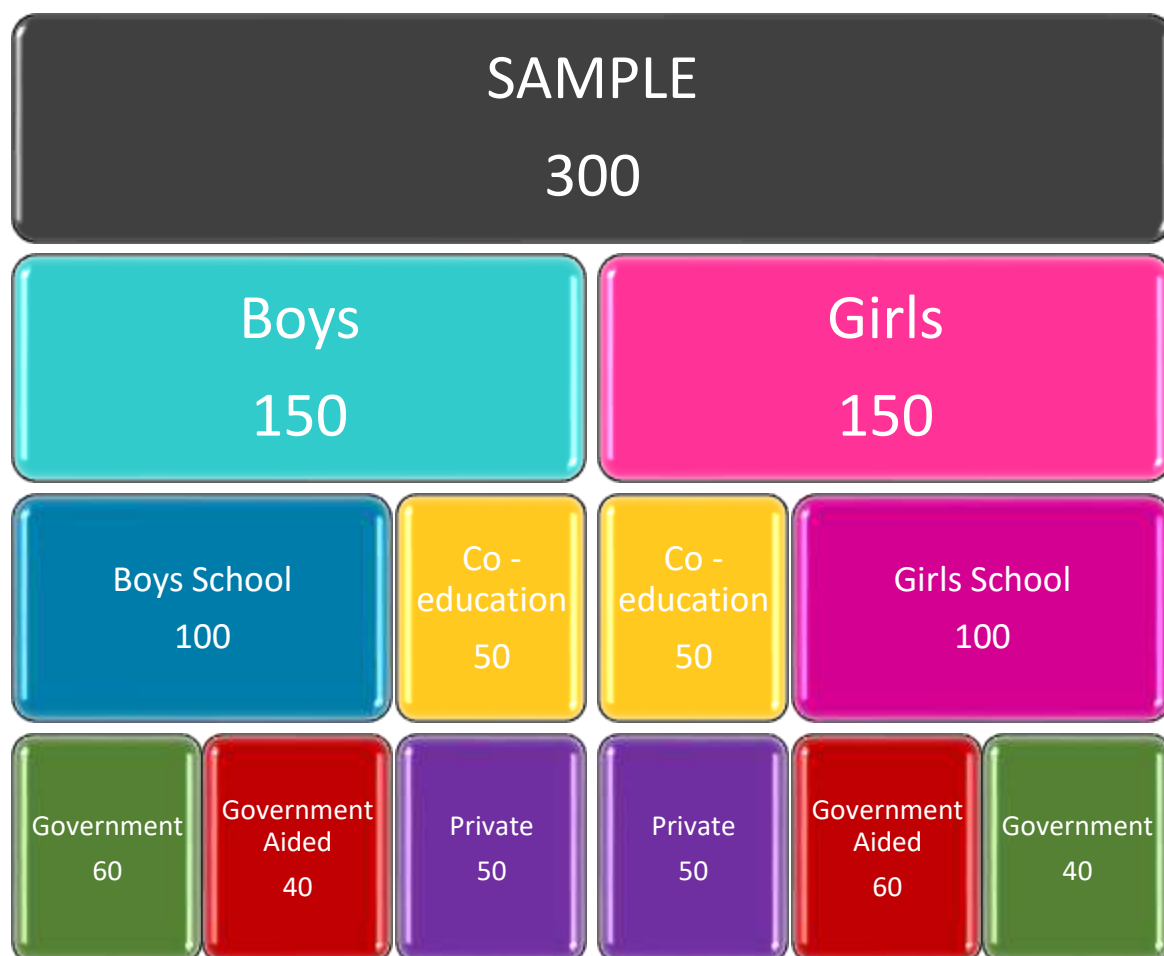 SAMPLE
300
Boys
150
Girls
150
Boys School
100
Co -
education
50
Co -
education
50
Girls School
100
Government
60
Government
Aided
40
Private
50
Private
50
Government
Aided
60
Government
40